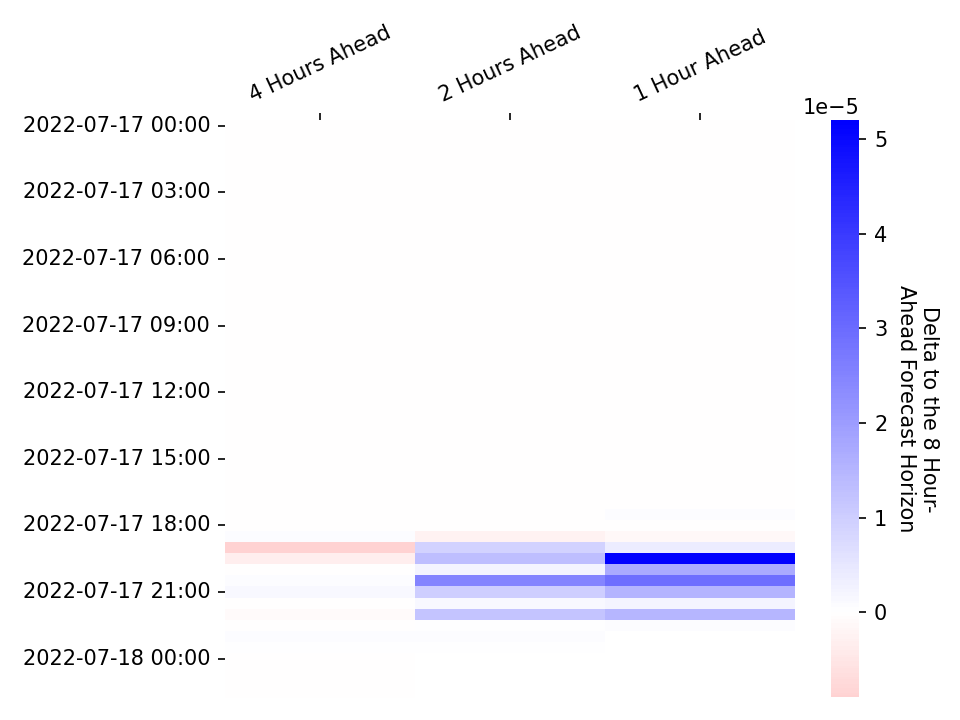 4 Hours Ahead
2 Hours Ahead
1 Hour Ahead
2022-07-17 00:00
2022-07-17 03:00
2022-07-17 06:00
2022-07-17 09:00
2022-07-17 12:00
2022-07-17 15:00
2022-07-17 18:00
2022-07-17 21:00
2022-07-18 00:00
1e−5
5
4
3
2
1
0
Delta to the 8 Hour-
Ahead Forecast Horizon